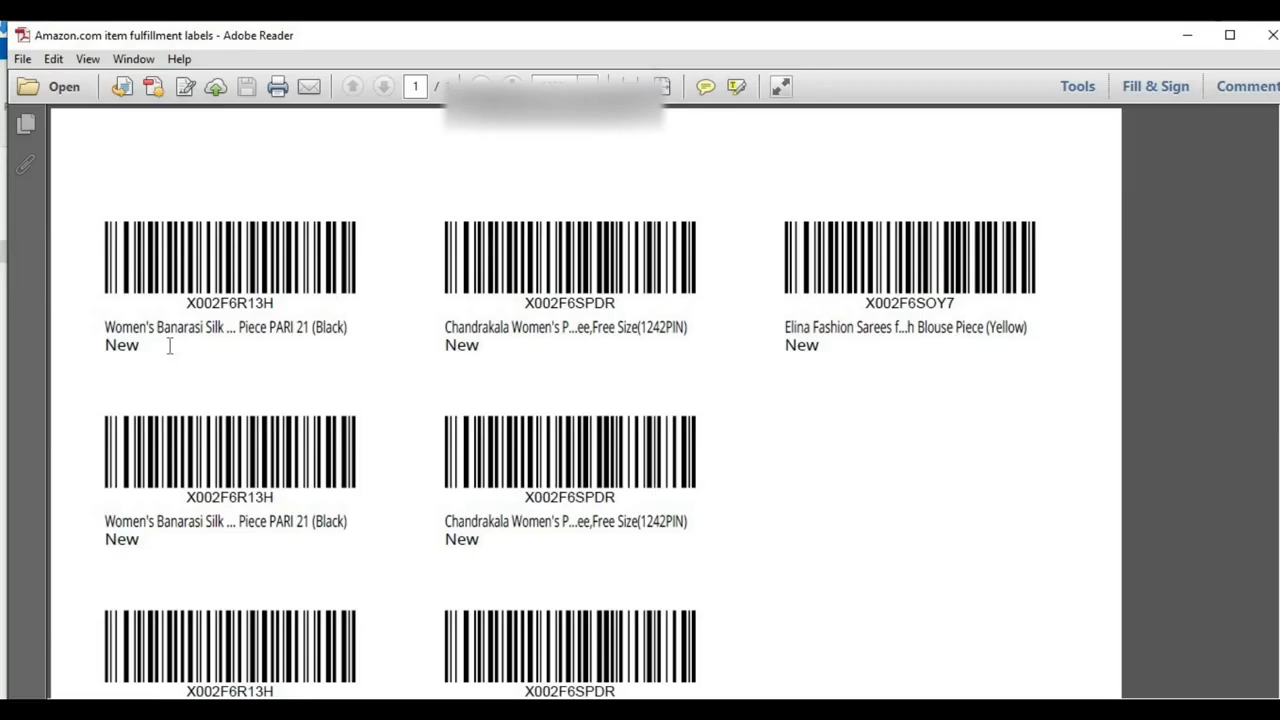 Amazon.com item fulfillment labels - Adobe Reader
File Edit View Window Help
Open 1 / Tools Fill & Sign Comment
X002F6R13H X002F6SPDR X002F6SOY7
Women's Banarasi Silk ... Piece PARI 21 (Black) Chandrakala Women's P...ee,Free Size(1242PIN) Elina Fashion Sarees f...h Blouse Piece (Yellow)
New New New
X002F6R13H X002F6SPDR
Women's Banarasi Silk ... Piece PARI 21 (Black) Chandrakala Women's P...ee,Free Size(1242PIN)
New New
X002F6R13H X002F6SPDR